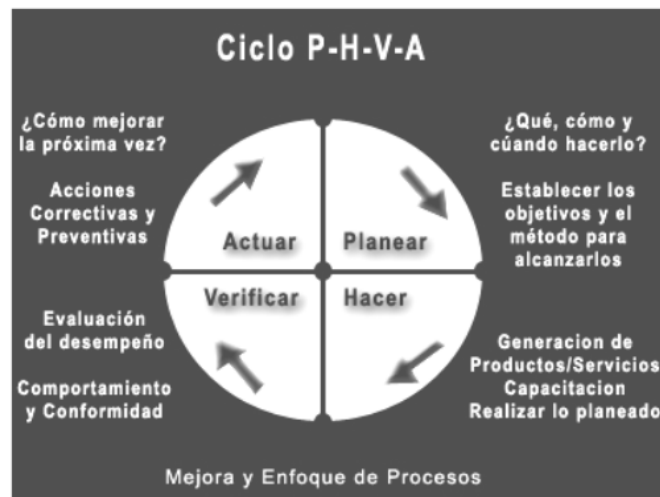 Ciclo P-H-V-A
¿Cómo mejorar
la próxima vez?
Acciones
Correctivas y
Preventivas
¿Qué, cómo y
cúando hacerlo?
Establecer los
objetivos y el
método para
alcanzarlos
Actuar
Planear
Verificar
Hacer
Evaluación
del desempeño
Comportamiento
y Conformidad
Generacion de
Productos/Servicios
Capacitacion
Realizar lo planeado
Mejora y Enfoque de Procesos